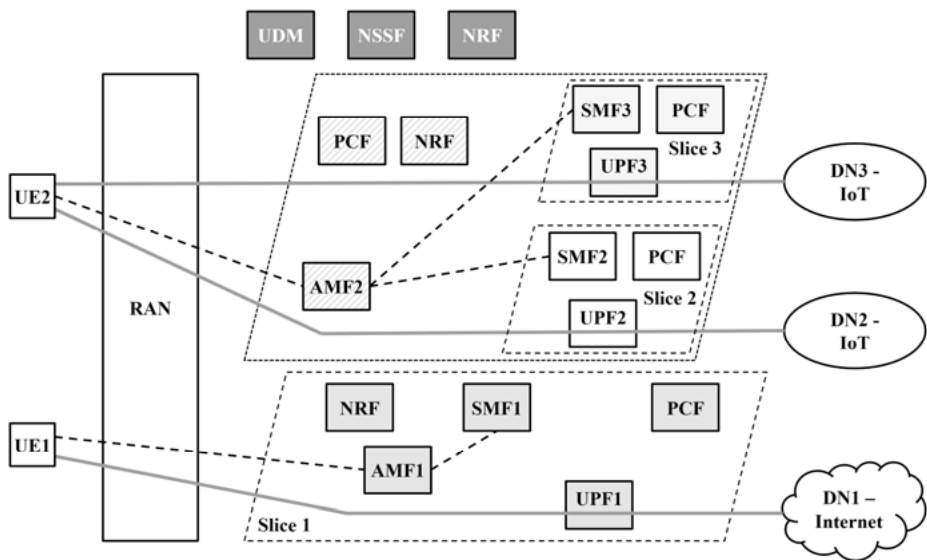 UDM
NSSF
NRF
SMF3
PCF
PCF
NRF
Slice 3
UPF3
DN3 -
IoT
UE2
SMF2
PCF
AMF2
Slice 2
RAN
UPF2
DN2 -
IoT
NRF
SMF1
PCF
UE1
AMF1
UPF1
DN1 –
Internet
Slice 1